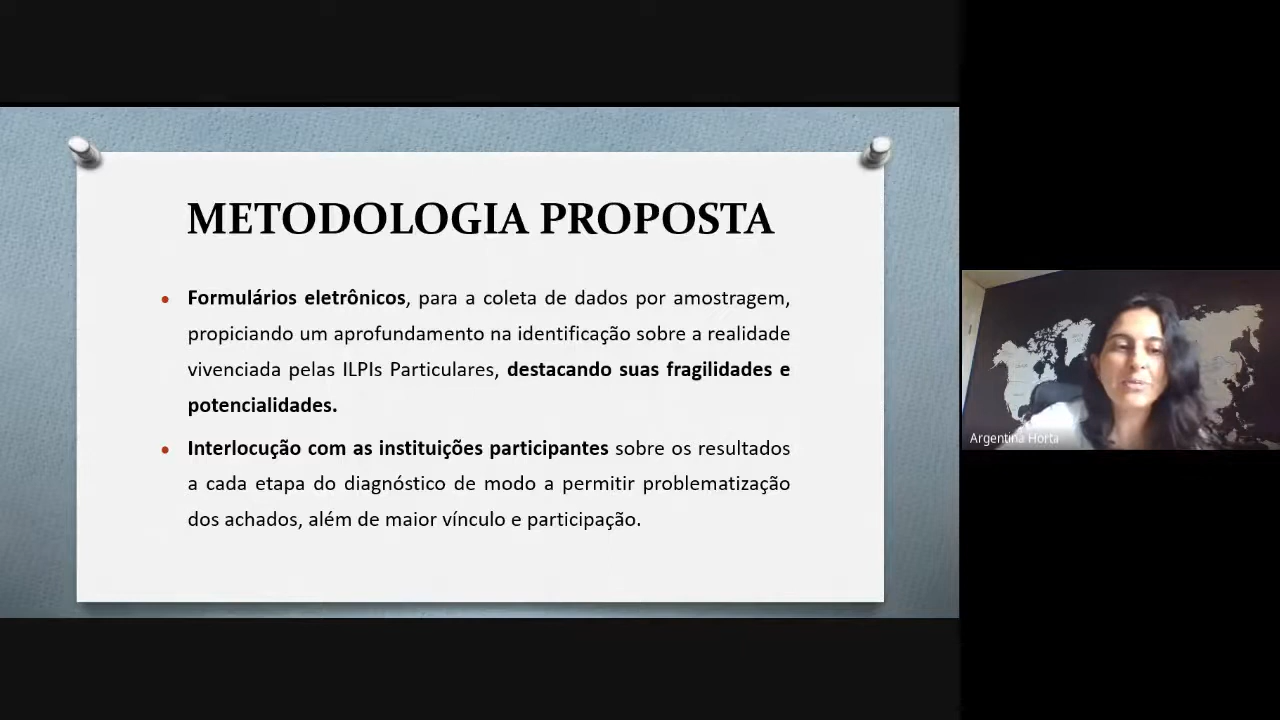 METODOLOGIA PROPOSTA
• Formulários eletrônicos, para a coleta de dados por amostragem,
propiciando um aprofundamento na identificação sobre a realidade
vivenciada pelas ILPIs Particulares, destacando suas fragilidades e
potencialidades.
• Interlocução com as instituições participantes sobre os resultados
a cada etapa do diagnóstico de modo a permitir problematização
dos achados, além de maior vínculo e participação.
Argentina Horta